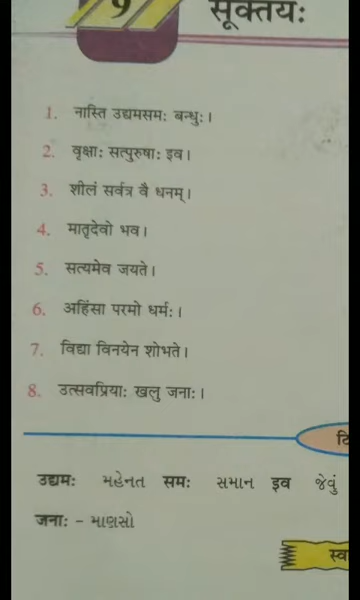 9 सूक्तयः
1. नास्ति उद्यमसमः बन्धुः।
2. वृक्षाः सत्पुरुषाः इव।
3. शीलं सर्वत्र वै धनम्।
4. मातृदेवो भव।
5. सत्यमेव जयते।
6. अहिंसा परमो धर्मः।
7. विद्या विनयेन शोभते।
8. उत्सवप्रियाः खलु जनाः।
उद्यमः મહેનત समः સમાન इव જેવું
जनाः - માણસો